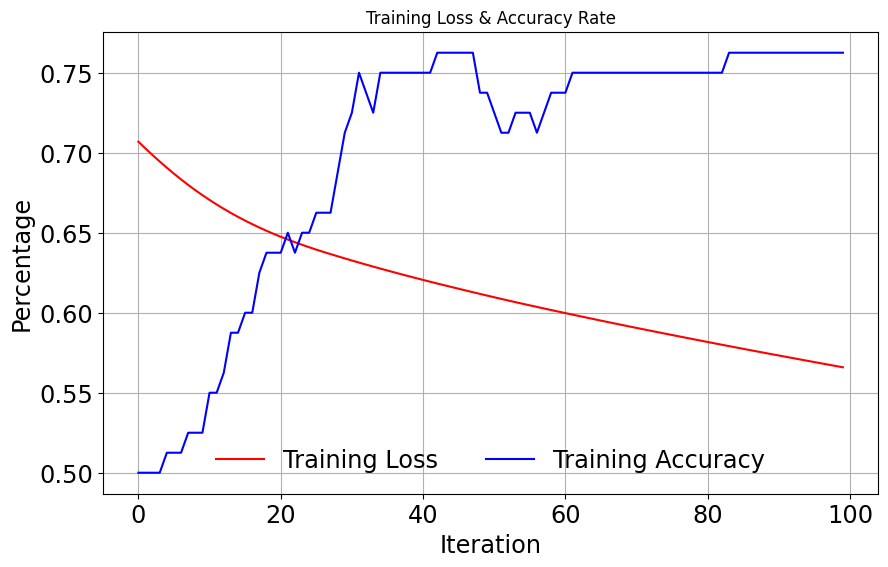 Training Loss & Accuracy Rate
Percentage
0.75
0.70
0.65
0.60
0.55
0.50
Training Loss
Training Accuracy
0 20 40 60 80 100
Iteration